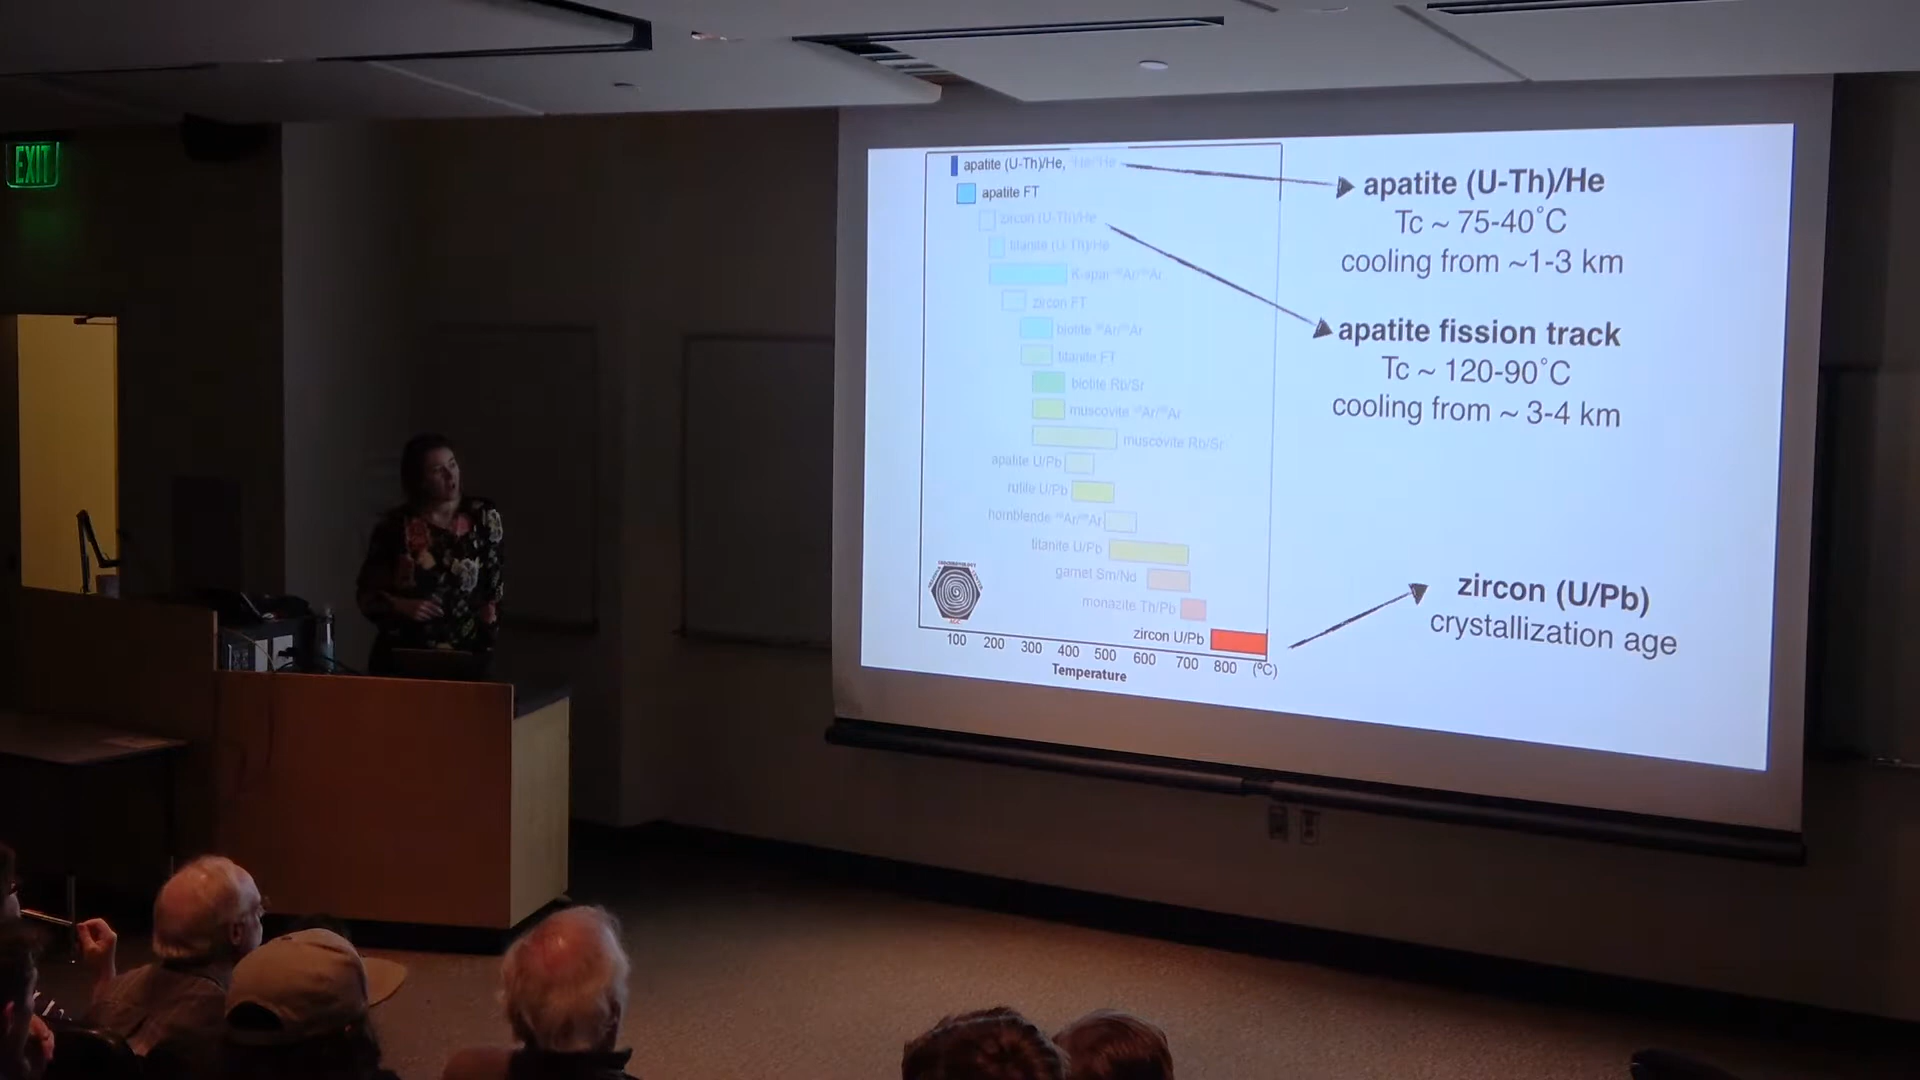 EXIT
apatite (U-Th)/He, ⁴He/³He
apatite FT
zircon (U-Th)/He
titanite (U-Th)/He
K-spar ⁴⁰Ar/³⁹Ar
zircon FT
biotite ⁴⁰Ar/³⁹Ar
titanite FT
biotite Rb/Sr
muscovite ⁴⁰Ar/³⁹Ar
muscovite Rb/Sr
apatite U/Pb
rutile U/Pb
hornblende ⁴⁰Ar/³⁹Ar
titanite U/Pb
garnet Sm/Nd
monazite Th/Pb
zircon U/Pb
100 200 300 400 500 600 700 800 (ºC)
Temperature
apatite (U-Th)/He
Tc ~ 75-40˚C
cooling from ~1-3 km
apatite fission track
Tc ~ 120-90˚C
cooling from ~ 3-4 km
zircon (U/Pb)
crystallization age